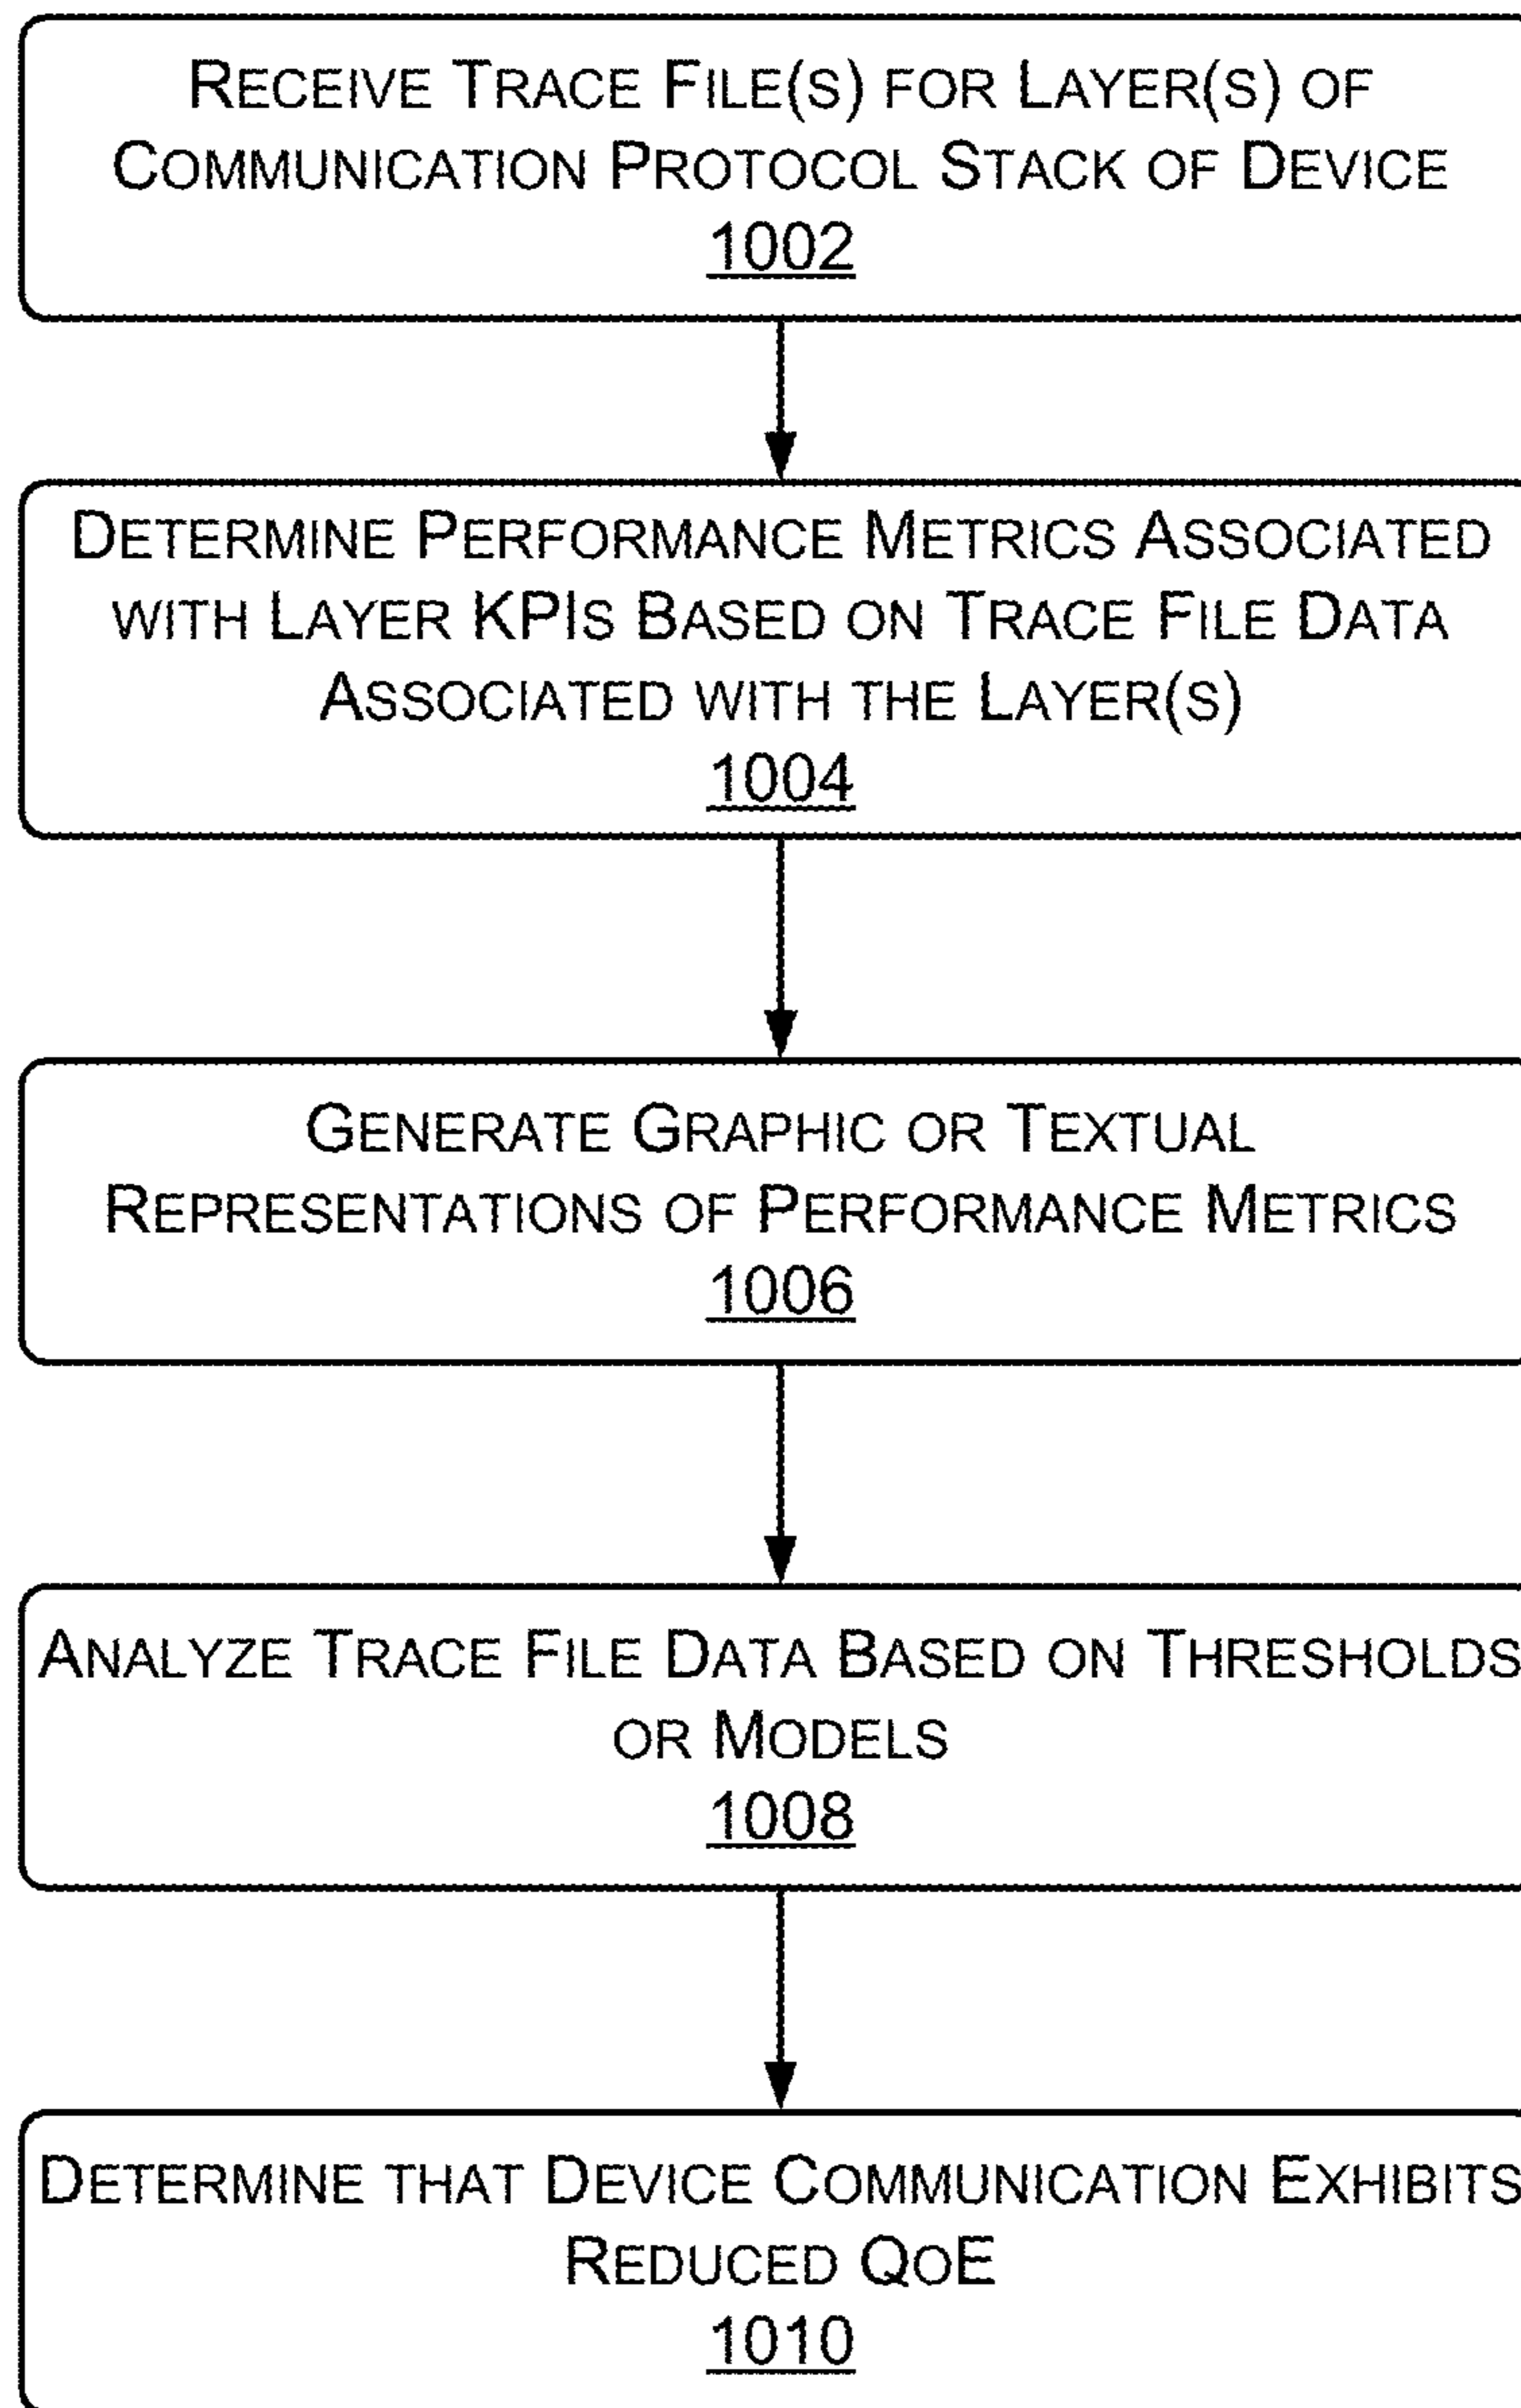 RECEIVE TRACE FILE(S) FOR LAYER(S) OF
COMMUNICATION PROTOCOL STACK OF DEVICE
1002
DETERMINE PERFORMANCE METRICS ASSOCIATED
WITH LAYER KPIS BASED ON TRACE FILE DATA
ASSOCIATED WITH THE LAYER(S)
1004
GENERATE GRAPHIC OR TEXTUAL
REPRESENTATIONS OF PERFORMANCE METRICS
1006
ANALYZE TRACE FILE DATA BASED ON THRESHOLDS
OR MODELS
1008
DETERMINE THAT DEVICE COMMUNICATION EXHIBITS
REDUCED QOE
1010